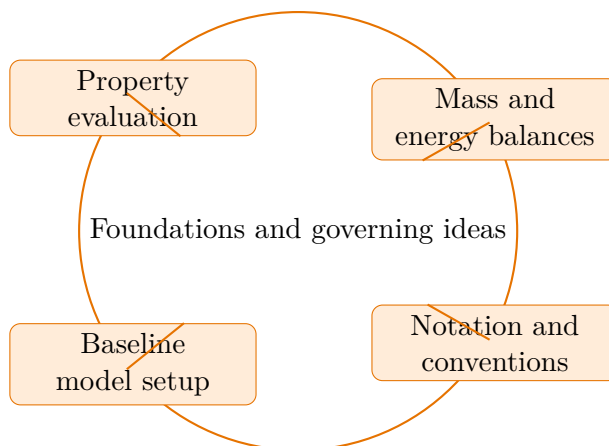 Property
evaluation
Mass and
energy balances
Foundations and governing ideas
Baseline
model setup
Notation and
conventions